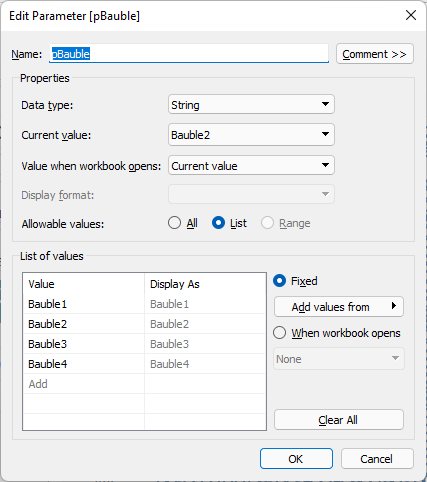 Edit Parameter [pBauble]
Name: pBauble Comment >>
Properties
Data type: String
Current value: Bauble2
Value when workbook opens: Current value
Display format:
Allowable values: All List Range
List of values
Value Display As
Fixed
Bauble1 Bauble1
Add values from
Bauble2 Bauble2
When workbook opens
Bauble3 Bauble3
None
Bauble4 Bauble4
Add
Clear All
OK Cancel